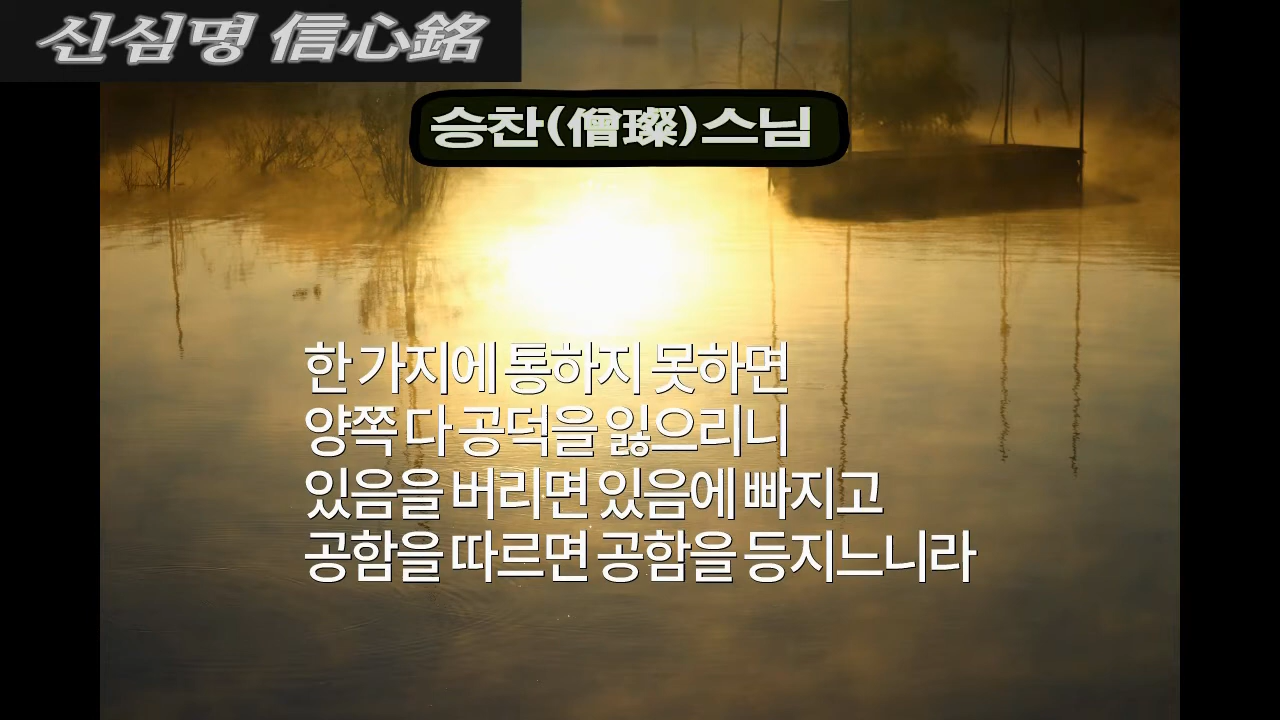 신심명 信心銘
승찬(僧璨)스님
한 가지에 통하지 못하면
양쪽 다 공덕을 잃으리니
있음을 버리면 있음에 빠지고
공함을 따르면 공함을 등지느니라